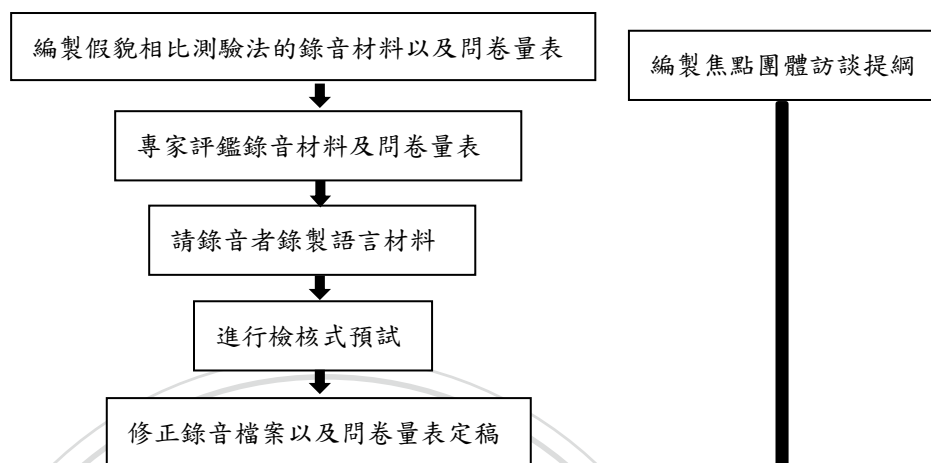 編製假貌相比測驗法的錄音材料以及問卷量表
編製焦點團體訪談提綱
專家評鑑錄音材料及問卷量表
請錄音者錄製語言材料
進行檢核式預試
修正錄音檔案以及問卷量表定稿